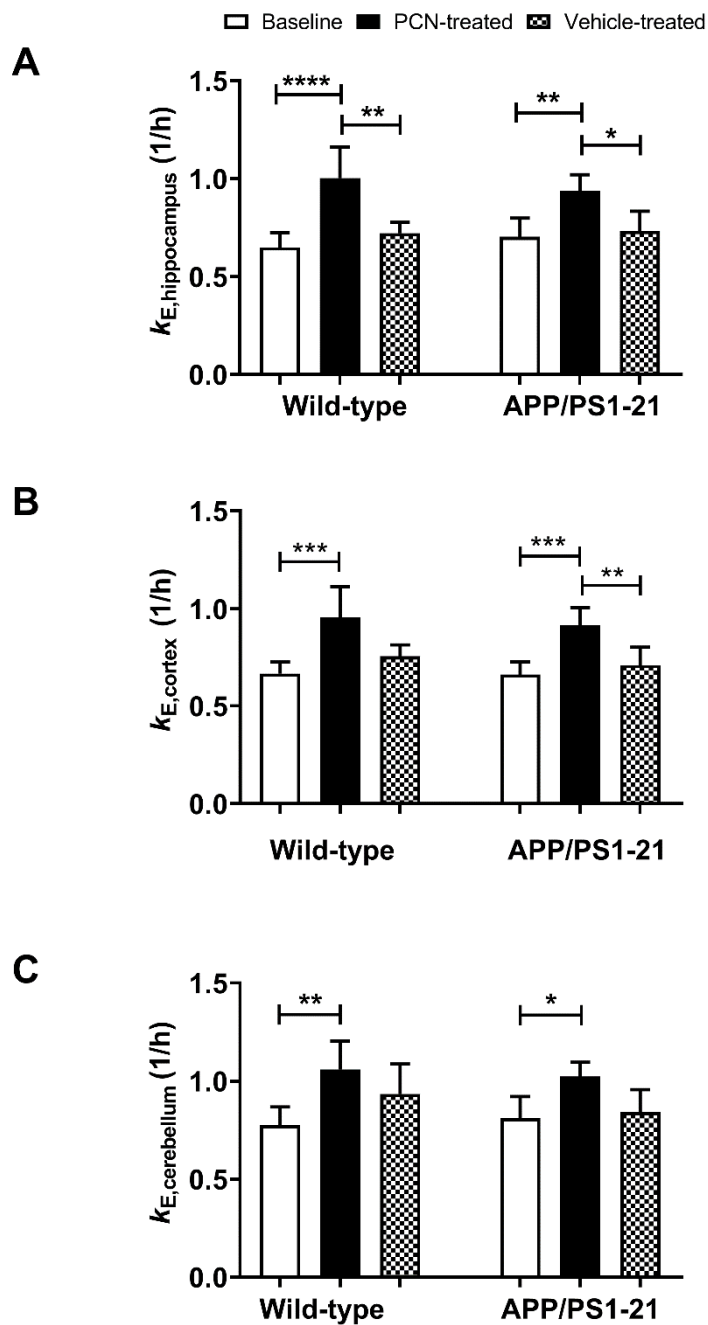 Baseline PCN-treated Vehicle-treated
A
kE,hippocampus (1/h)
1.5
1.0
0.5
0.0
**** ** ** *
Wild-type APP/PS1-21
B
kE,cortex (1/h)
1.5
1.0
0.5
0.0
*** *** **
Wild-type APP/PS1-21
C
kE,cerebellum (1/h)
1.5
1.0
0.5
0.0
** *
Wild-type APP/PS1-21